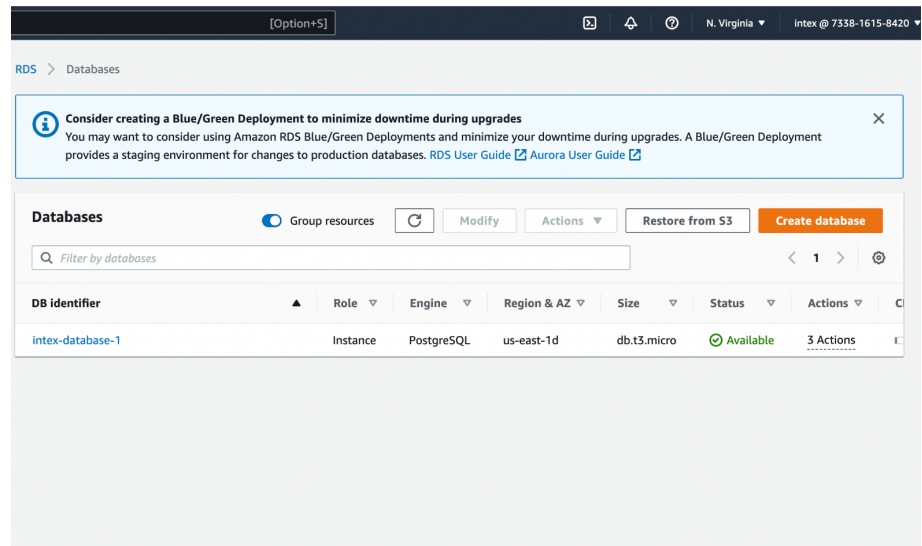 [Option+S] N. Virginia ▼ intex @ 7338-1615-8420 ▼
RDS > Databases
Consider creating a Blue/Green Deployment to minimize downtime during upgrades
You may want to consider using Amazon RDS Blue/Green Deployments and minimize your downtime during upgrades. A Blue/Green Deployment
provides a staging environment for changes to production databases. RDS User Guide Aurora User Guide
Databases Group resources Modify Actions ▼ Restore from S3 Create database
Filter by databases < 1 >
DB identifier ▲ Role ▽ Engine ▽ Region & AZ ▽ Size ▽ Status ▽ Actions ▽
intex-database-1 Instance PostgreSQL us-east-1d db.t3.micro Available 3 Actions